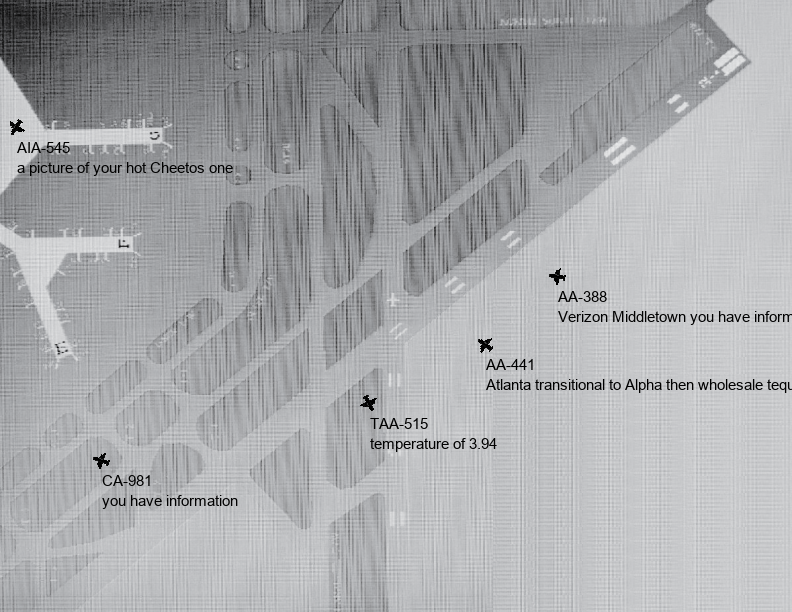 AIA-545
a picture of your hot Cheetos one
AA-388
Verizon Middletown you have inform
AA-441
Atlanta transitional to Alpha then wholesale tequ
TAA-515
temperature of 3.94
CA-981
you have information